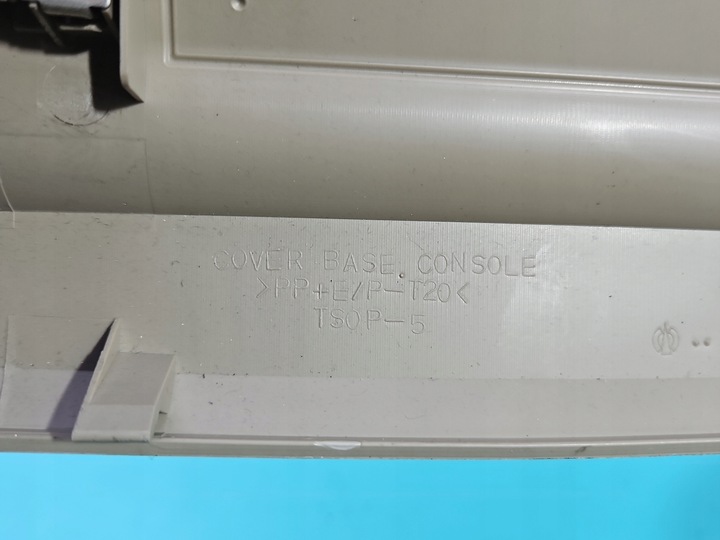 COVER BASE. CONSOLE
>PP+E/P-T20<
TSOP-5